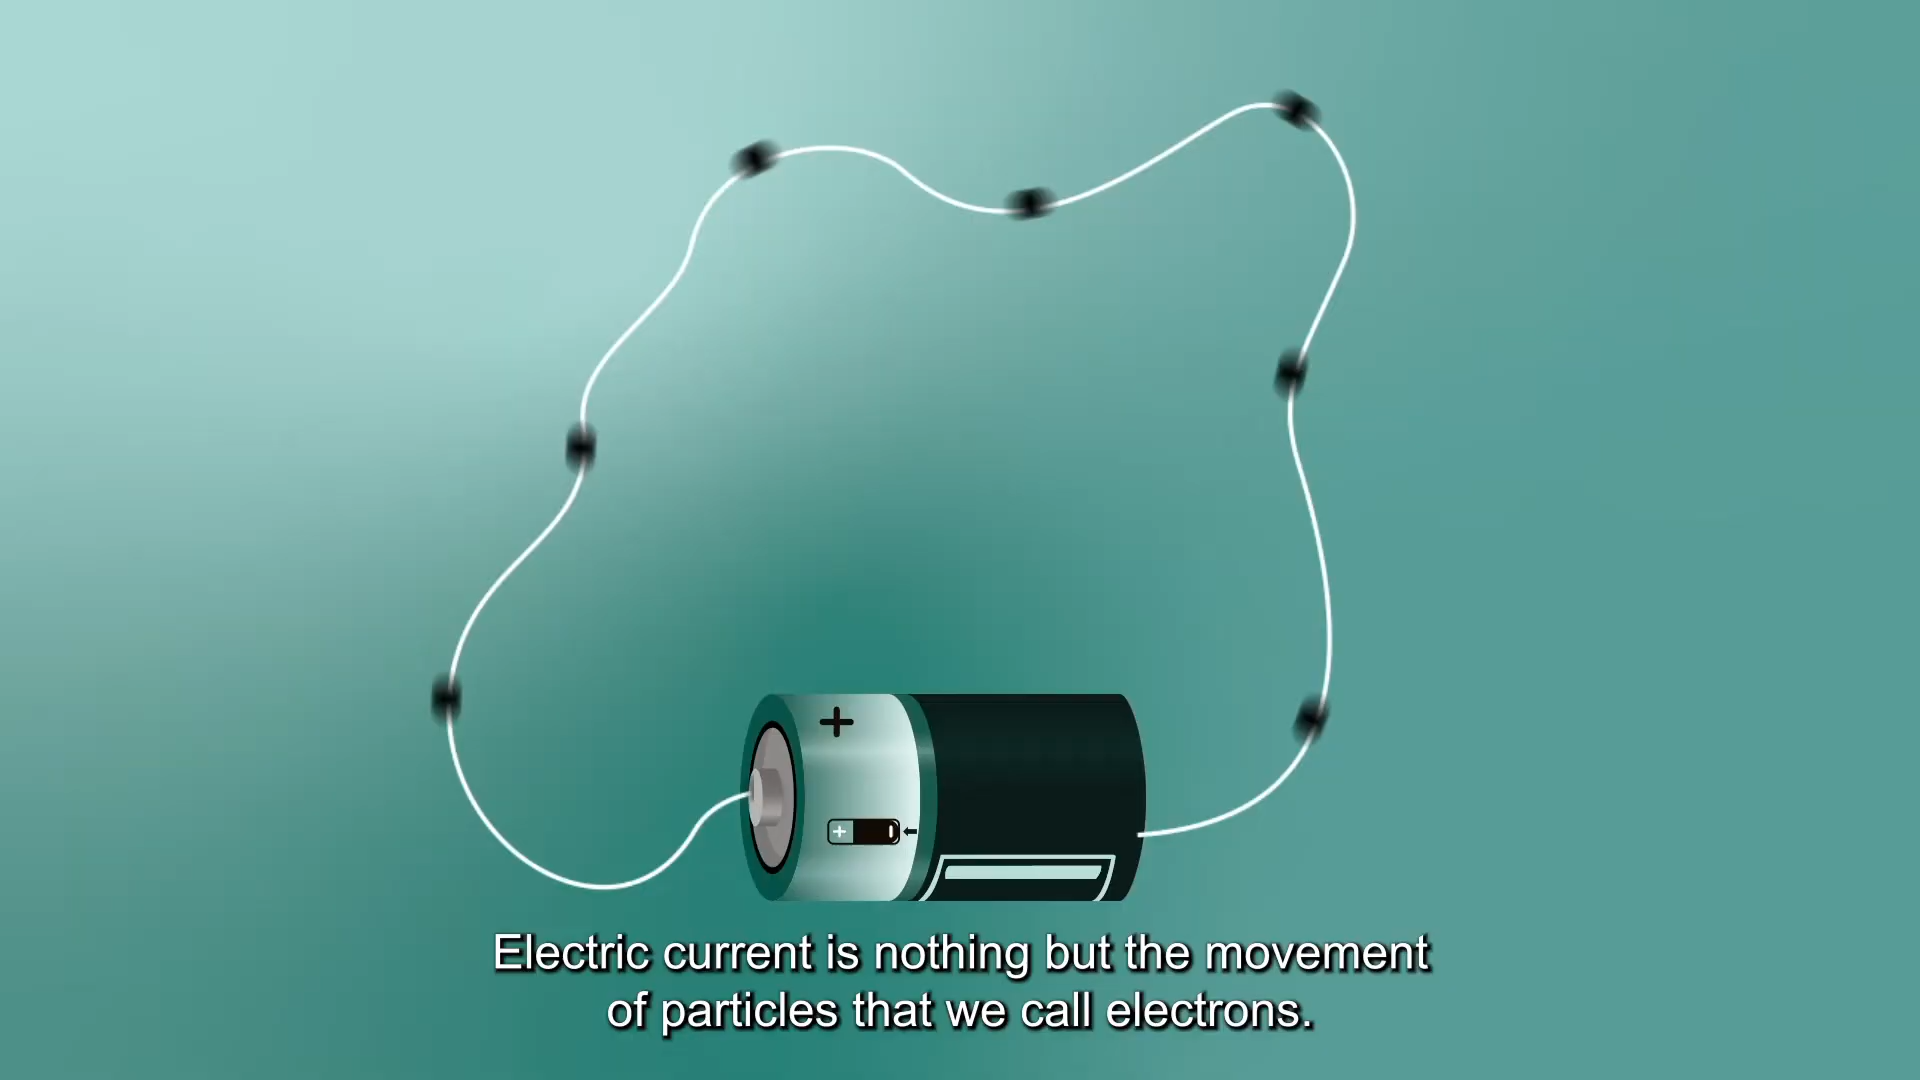 +
+
Electric current is nothing but the movement
of particles that we call electrons.